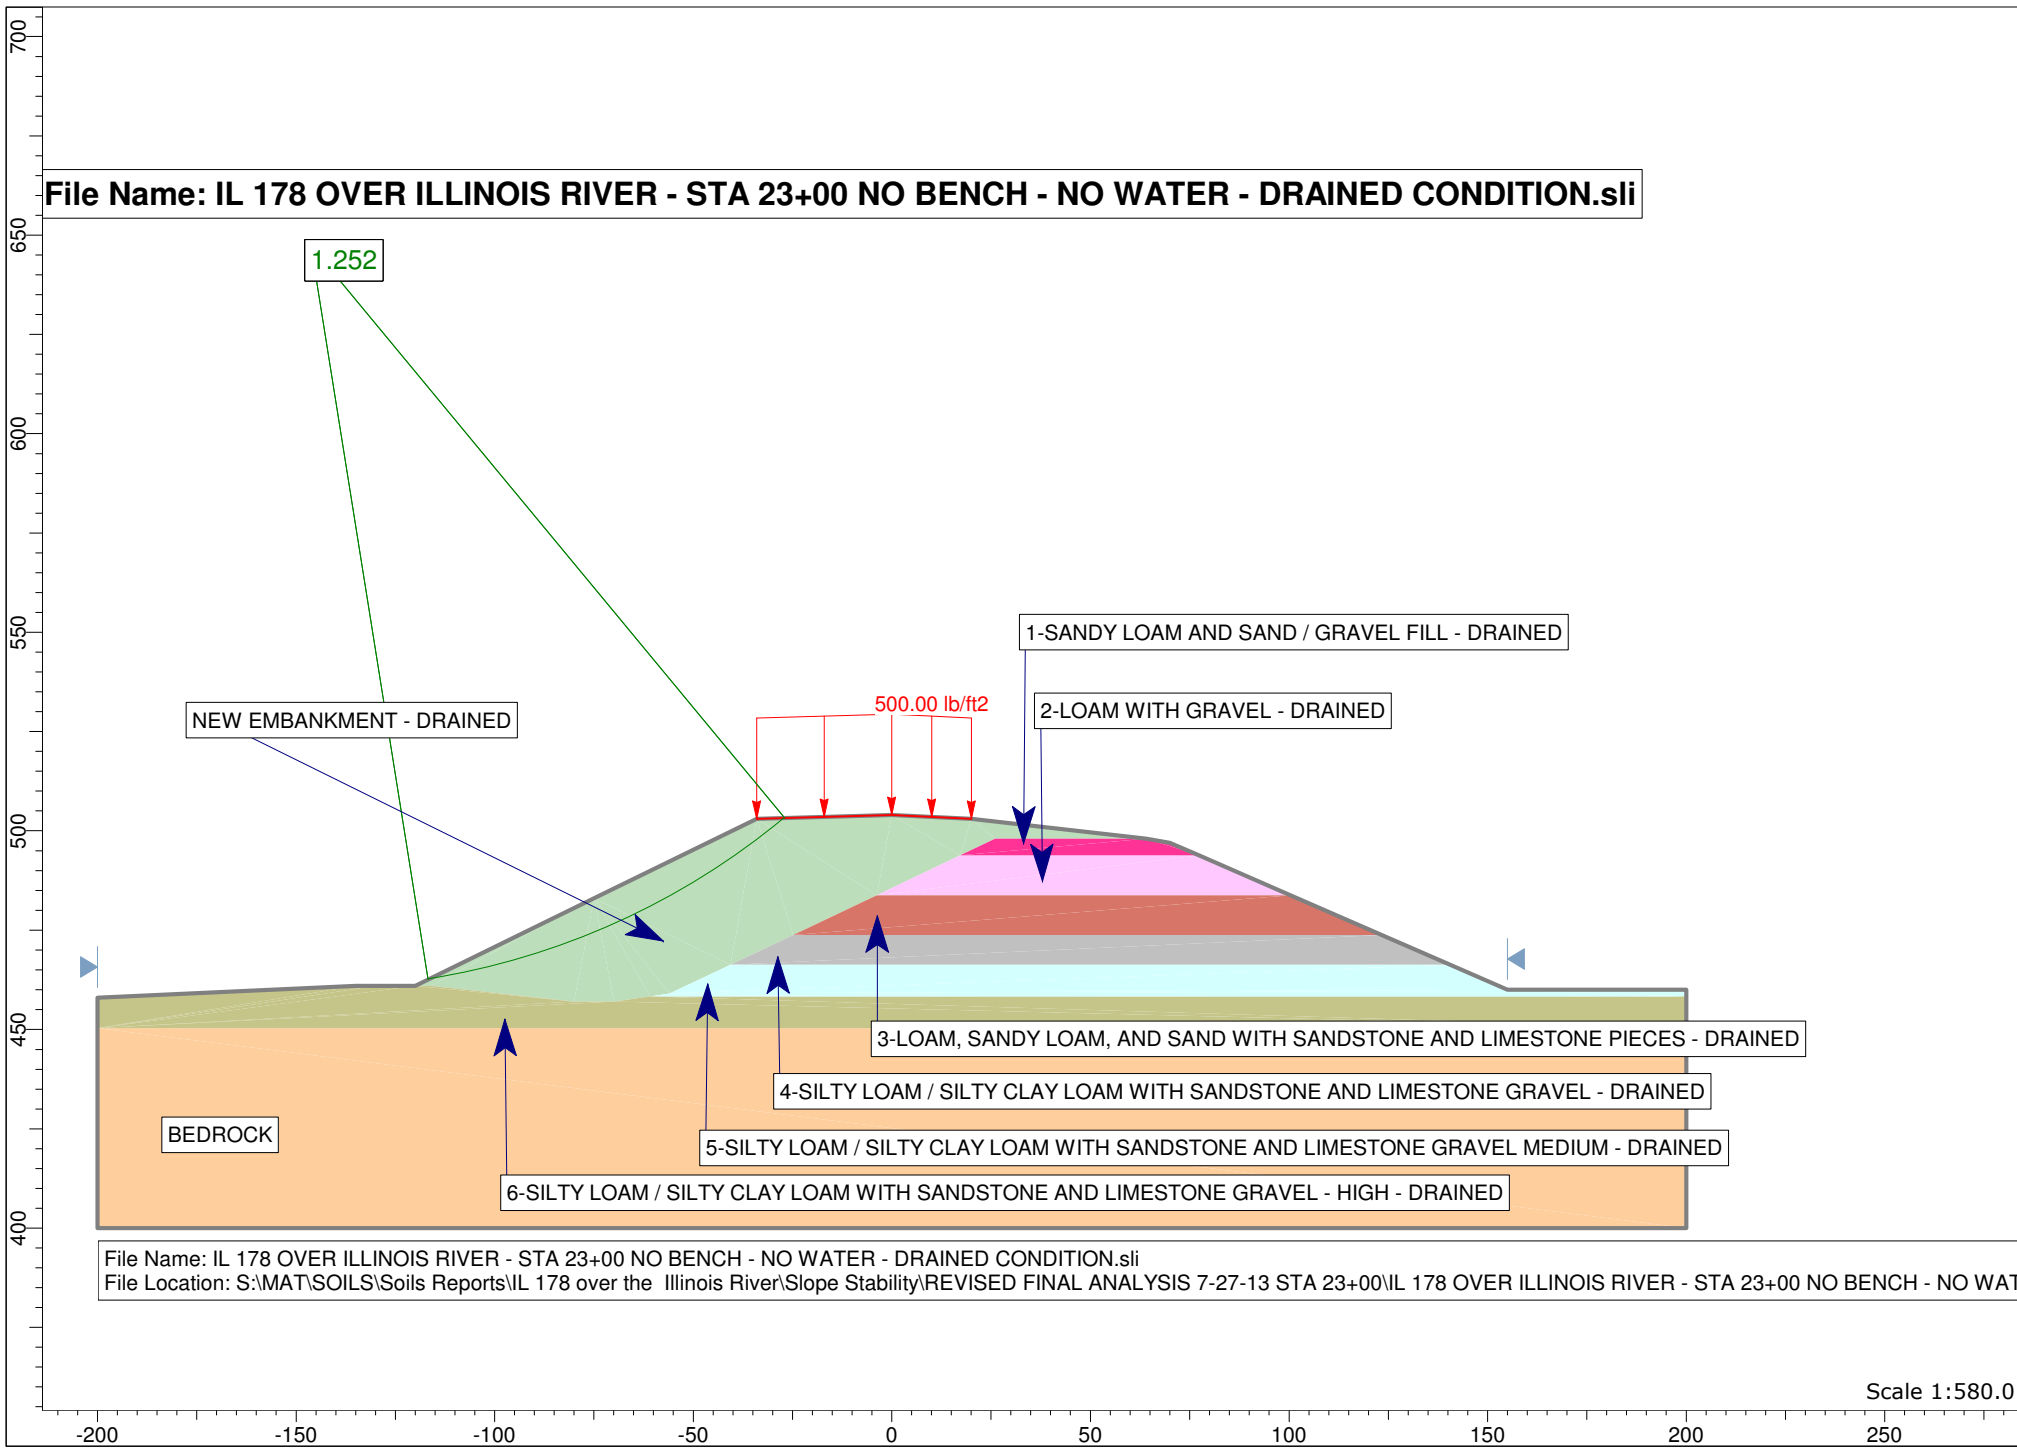 700
File Name: IL 178 OVER ILLINOIS RIVER - STA 23+00 NO BENCH - NO WATER - DRAINED CONDITION.sli
650
1.252
600
550
1-SANDY LOAM AND SAND / GRAVEL FILL - DRAINED
500.00 lb/ft2
2-LOAM WITH GRAVEL - DRAINED
NEW EMBANKMENT - DRAINED
500
450
3-LOAM, SANDY LOAM, AND SAND WITH SANDSTONE AND LIMESTONE PIECES - DRAINED
4-SILTY LOAM / SILTY CLAY LOAM WITH SANDSTONE AND LIMESTONE GRAVEL - DRAINED
BEDROCK
5-SILTY LOAM / SILTY CLAY LOAM WITH SANDSTONE AND LIMESTONE GRAVEL MEDIUM - DRAINED
6-SILTY LOAM / SILTY CLAY LOAM WITH SANDSTONE AND LIMESTONE GRAVEL - HIGH - DRAINED
400
File Name: IL 178 OVER ILLINOIS RIVER - STA 23+00 NO BENCH - NO WATER - DRAINED CONDITION.sli
File Location: S:\MAT\SOILS\Soils Reports\IL 178 over the  Illinois River\Slope Stability\REVISED FINAL ANALYSIS 7-27-13 STA 23+00\IL 178 OVER ILLINOIS RIVER - STA 23+00 NO BENCH - NO WAT
Scale 1:580.0
-200 -150 -100 -50 0 50 100 150 200 250